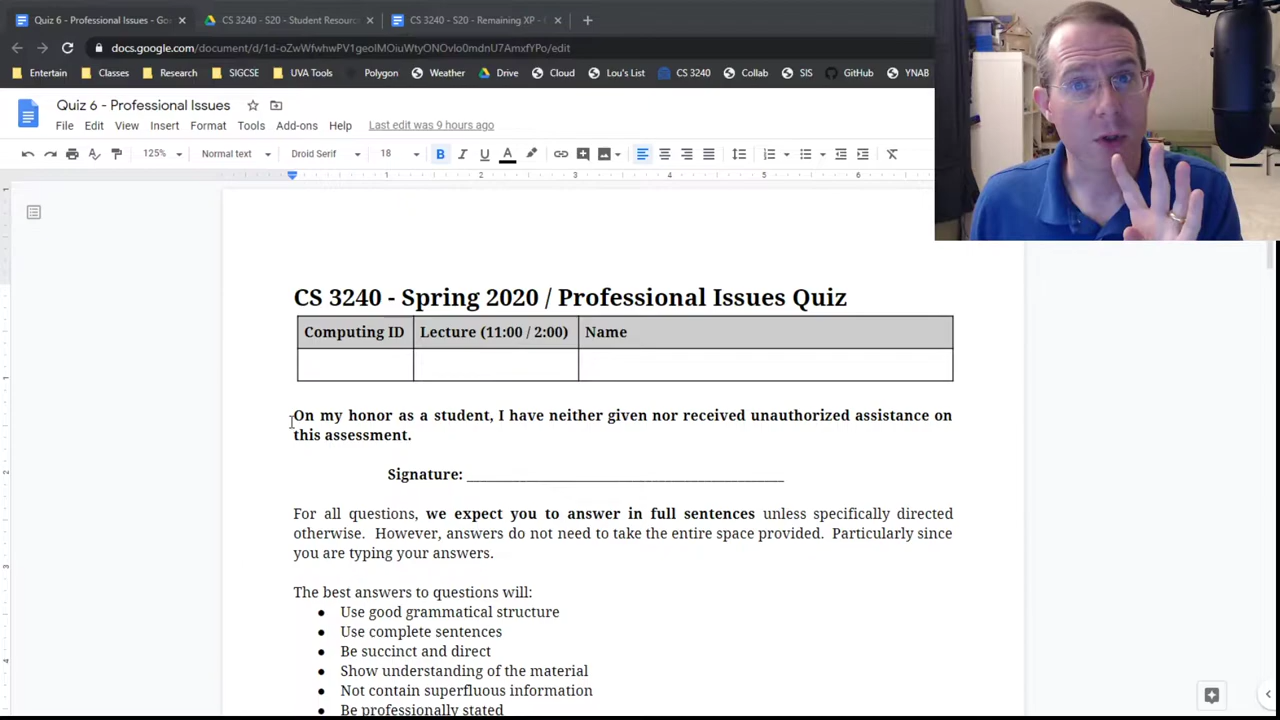 Quiz 6 - Professional Issues - Goo
CS 3240 - S20 - Student Resourc
CS 3240 - S20 - Remaining XP -
docs.google.com/document/d/1d-oZwWfwhwPV1geolMOiuWtyONOvlo0mdnU7AmxfYPo/edit
Entertain Classes Research SIGCSE UVA Tools Polygon Weather Drive Cloud Lou's List CS 3240 Collab SIS GitHub YNAB
Quiz 6 - Professional Issues
File Edit View Insert Format Tools Add-ons Help Last edit was 9 hours ago
125% Normal text Droid Serif 18 B I U A
1 2 3 4 5 6
CS 3240 - Spring 2020 / Professional Issues Quiz
Computing ID Lecture (11:00 / 2:00) Name
On my honor as a student, I have neither given nor received unauthorized assistance on
this assessment.
Signature: ________________________________________
For all questions, we expect you to answer in full sentences unless specifically directed
otherwise. However, answers do not need to take the entire space provided. Particularly since
you are typing your answers.
The best answers to questions will:
● Use good grammatical structure
● Use complete sentences
● Be succinct and direct
● Show understanding of the material
● Not contain superfluous information
● Be professionally stated